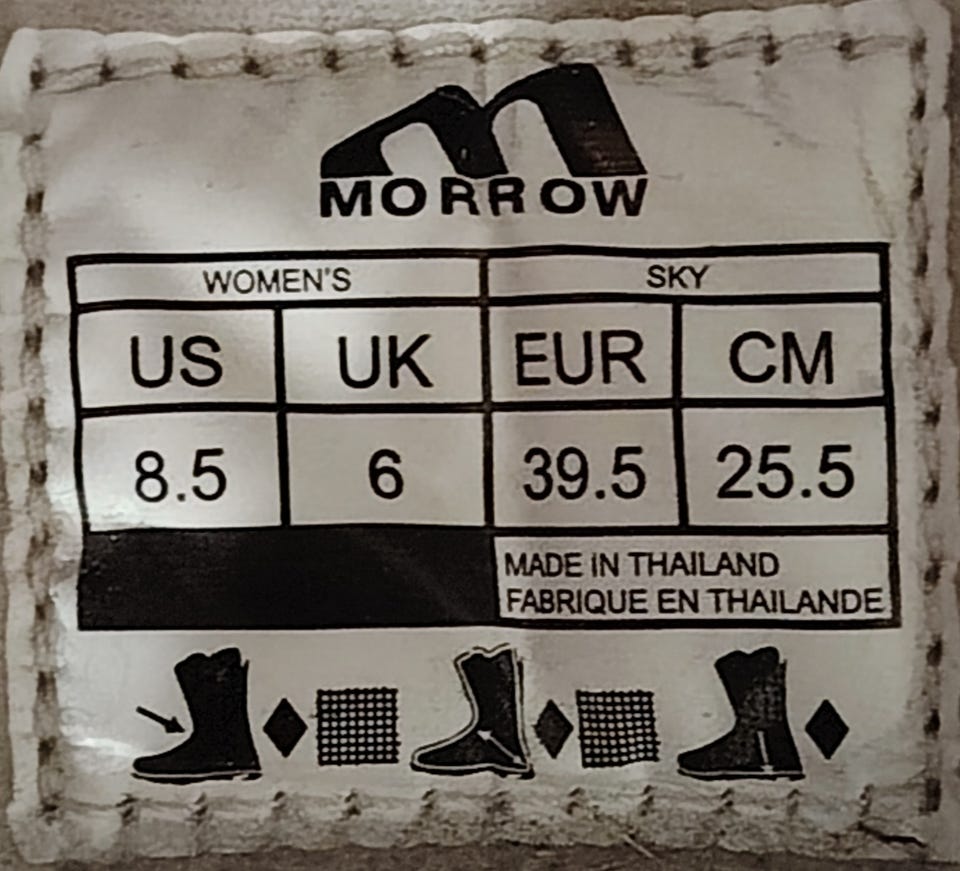 MORROW
WOMEN'S SKY
US UK EUR CM
8.5 6 39.5 25.5
MADE IN THAILAND
FABRIQUE EN THAILANDE